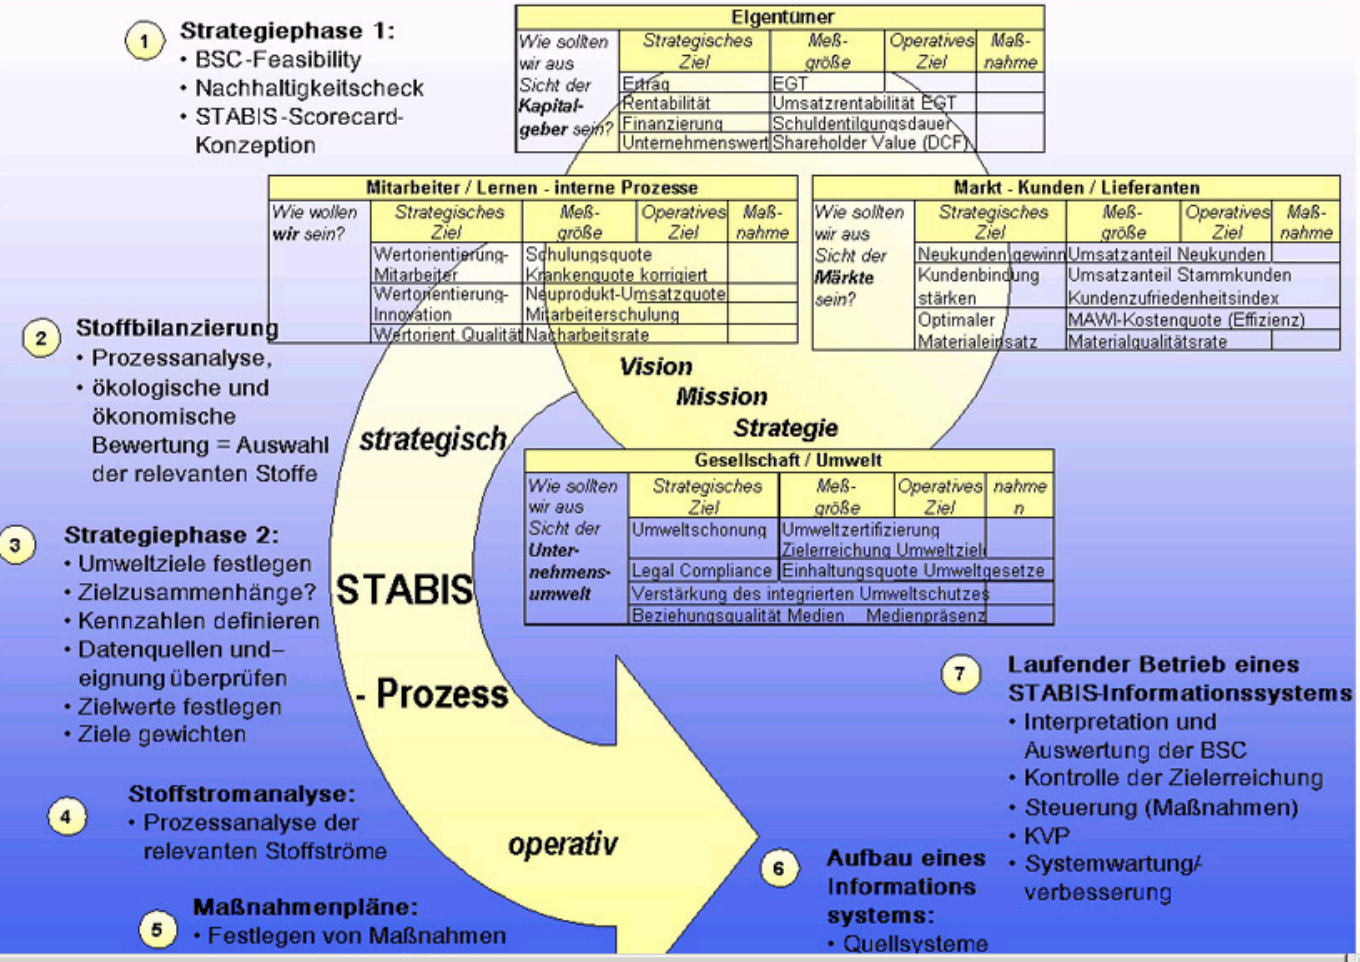 1
Strategiephase 1:
• BSC-Feasibility
• Nachhaltigkeitscheck
• STABIS-Scorecard-
Konzeption
Eigentümer
Wie sollten
wir aus
Sicht der
Kapital-
geber sein?
Strategisches
Ziel
Meß-
größe
Operatives
Ziel
Maß-
nahme
Ertrag EGT
Rentabilität Umsatzrentabilität EGT
Finanzierung Schuldentilgungsdauer
Unternehmenswert Shareholder Value (DCF)
Mitarbeiter / Lernen - interne Prozesse
Wie wollen
wir sein?
Strategisches
Ziel
Meß-
größe
Operatives
Ziel
Maß-
nahme
Wertorientierung- Schulungsquote
Mitarbeiter Krankenquote korrigiert
Wertorientierung- Neuprodukt-Umsatzquote
Innovation Mitarbeiterschulung
Wertorient. Qualität Nacharbeitsrate
Markt - Kunden / Lieferanten
Wie sollten
wir aus
Sicht der
Märkte
sein?
Strategisches
Ziel
Meß-
größe
Operatives
Ziel
Maß-
nahme
Neukunden gewinn Umsatzanteil Neukunden
Kundenbindung Umsatzanteil Stammkunden
stärken Kundenzufriedenheitsindex
Optimaler MAWI-Kostenquote (Effizienz)
Materialeinsatz Materialqualitätsrate
2
Stoffbilanzierung
• Prozessanalyse,
• ökologische und
ökonomische
Bewertung = Auswahl
der relevanten Stoffe
Vision
Mission
Strategie
strategisch
STABIS
- Prozess
operativ
Gesellschaft / Umwelt
Wie sollten
wir aus
Sicht der
Unter-
nehmens-
umwelt
Strategisches
Ziel
Meß-
größe
Operatives
Ziel
nahme
n
Umweltschonung Umweltzertifizierung
Zielerreichung Umweltziele
Legal Compliance Einhaltungsquote Umweltgesetze
Verstärkung des integrierten Umweltschutzes
Beziehungsqualität Medien Medienpräsenz
3
Strategiephase 2:
• Umweltziele festlegen
• Zielzusammenhänge?
• Kennzahlen definieren
• Datenquellen und–
eignung überprüfen
• Zielwerte festlegen
• Ziele gewichten
4
Stoffstromanalyse:
• Prozessanalyse der
relevanten Stoffströme
5
Maßnahmenpläne:
• Festlegen von Maßnahmen
6
Aufbau eines
Informations
systems:
• Quellsysteme
7
Laufender Betrieb eines
STABIS-Informationssystems
• Interpretation und
Auswertung der BSC
• Kontrolle der Zielerreichung
• Steuerung (Maßnahmen)
• KVP
• Systemwartung/
verbesserung